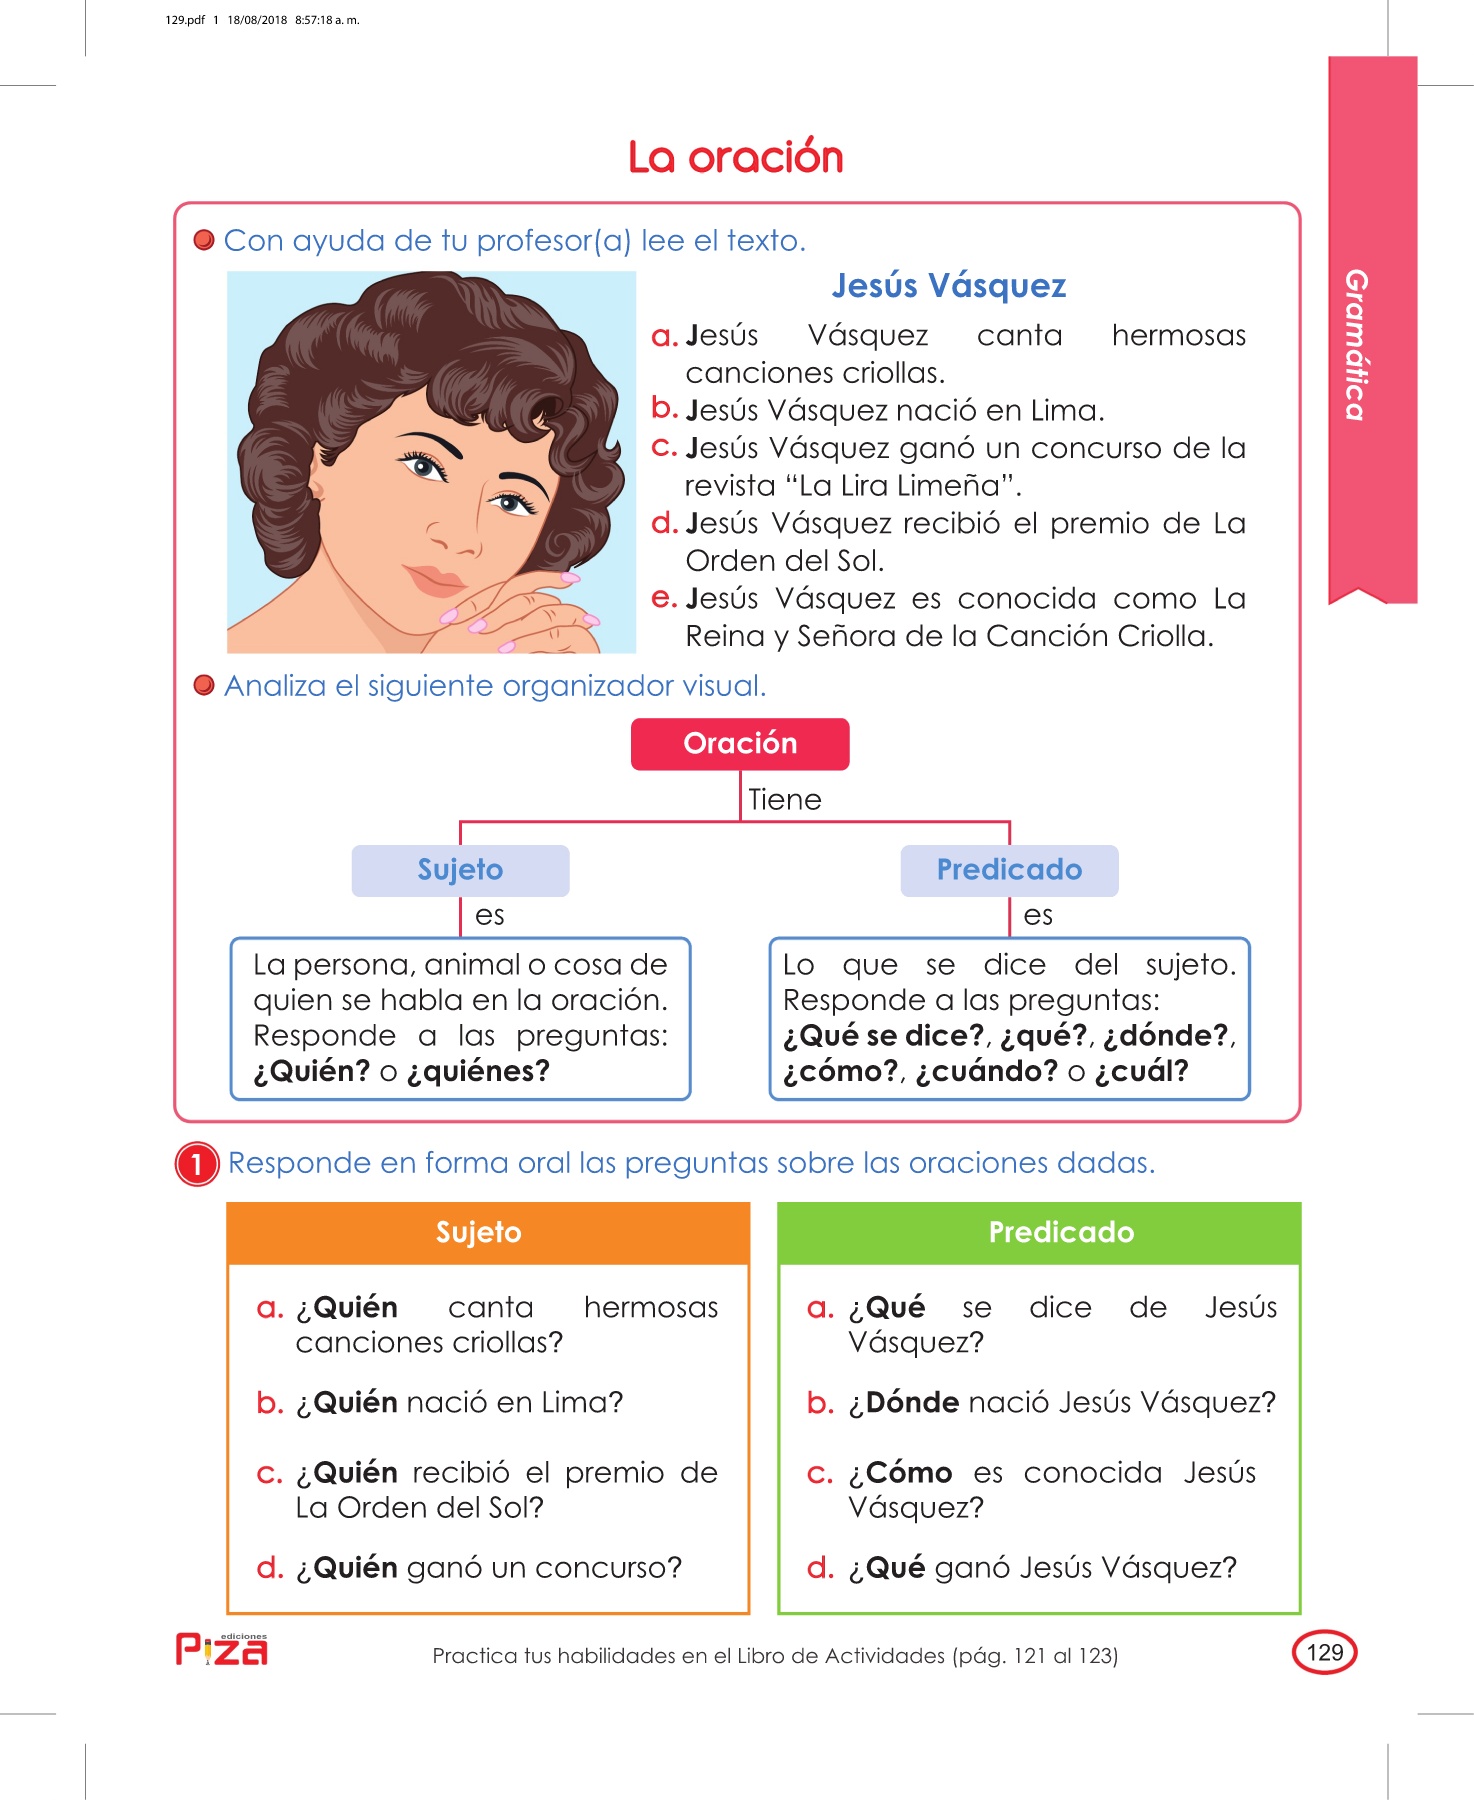 129.pdf   1   18/08/2018   8:57:18 a. m.
La oración
Gramática
Con ayuda de tu profesor(a) lee el texto.
Jesús Vásquez
a. Jesús Vásquez canta hermosas
canciones criollas.
b. Jesús Vásquez nació en Lima.
c. Jesús Vásquez ganó un concurso de la
revista “La Lira Limeña”.
d. Jesús Vásquez recibió el premio de La
Orden del Sol.
e. Jesús Vásquez es conocida como La
Reina y Señora de la Canción Criolla.
Analiza el siguiente organizador visual.
Oración
Tiene
Sujeto
es
La persona, animal o cosa de
quien se habla en la oración.
Responde a las preguntas:
¿Quién? o ¿quiénes?
Predicado
es
Lo que se dice del sujeto.
Responde a las preguntas:
¿Qué se dice?, ¿qué?, ¿dónde?,
¿cómo?, ¿cuándo? o ¿cuál?
1 Responde en forma oral las preguntas sobre las oraciones dadas.
Sujeto
a. ¿Quién canta hermosas
canciones criollas?
b. ¿Quién nació en Lima?
c. ¿Quién recibió el premio de
La Orden del Sol?
d. ¿Quién ganó un concurso?
Predicado
a. ¿Qué se dice de Jesús
Vásquez?
b. ¿Dónde nació Jesús Vásquez?
c. ¿Cómo es conocida Jesús
Vásquez?
d. ¿Qué ganó Jesús Vásquez?
ediciones
Piza
Practica tus habilidades en el Libro de Actividades (pág. 121 al 123)
129